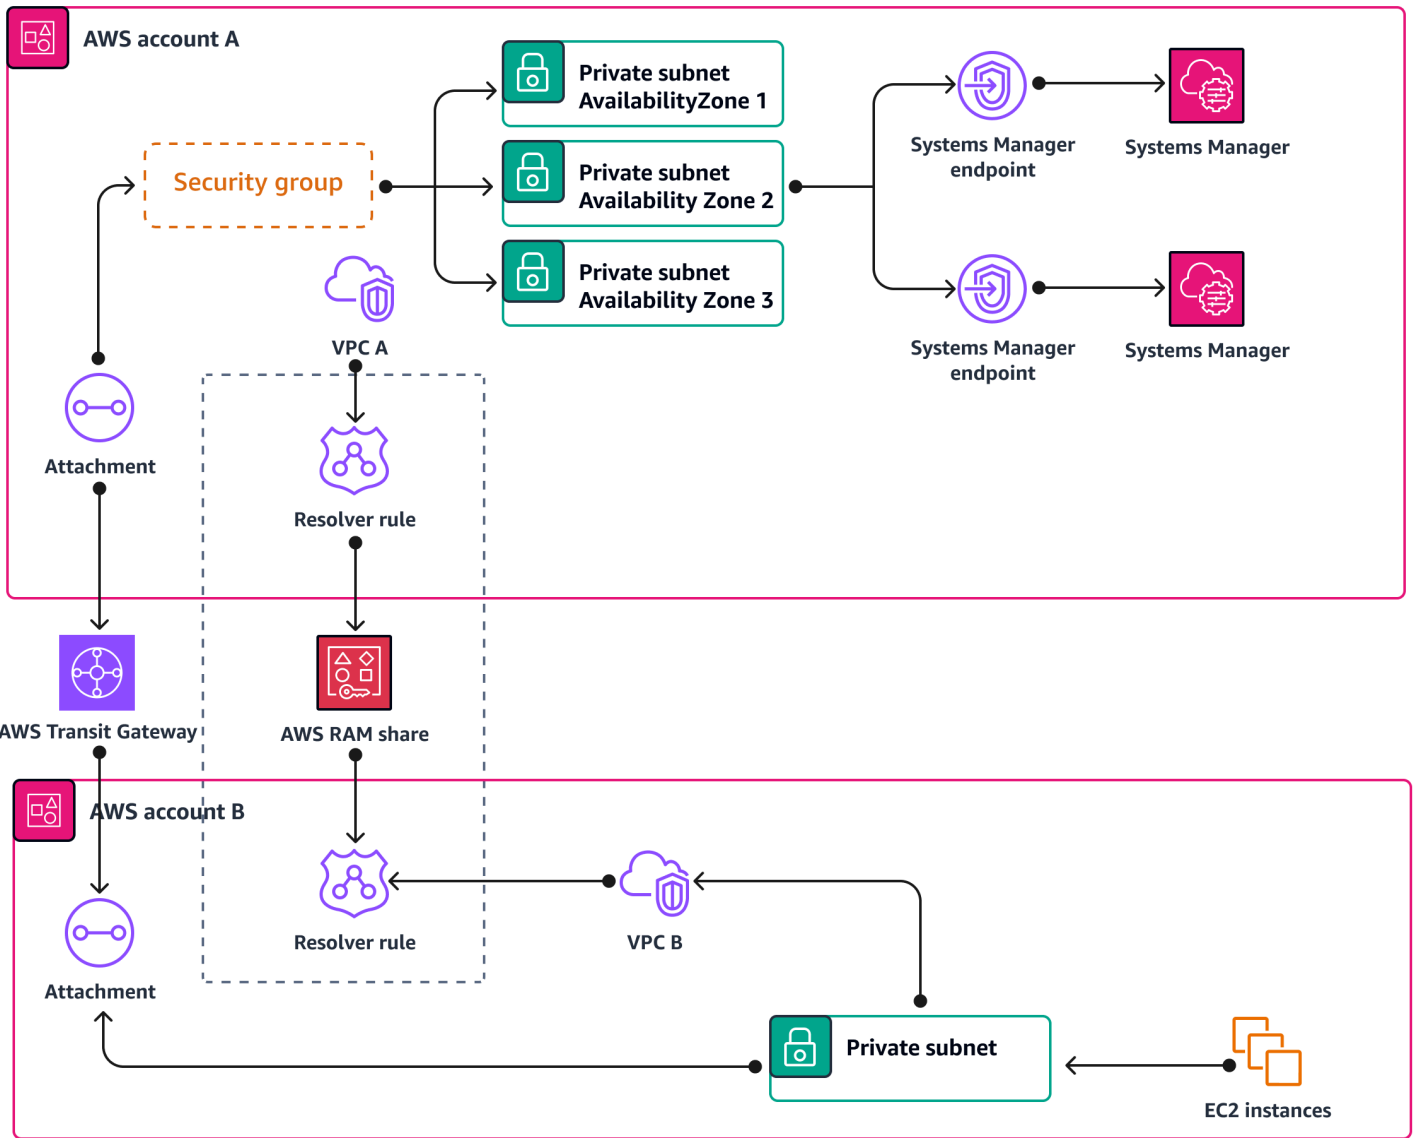 AWS account A
Private subnet
AvailabilityZone 1
Systems Manager
endpoint
Systems Manager
Security group
Private subnet
Availability Zone 2
Private subnet
Availability Zone 3
VPC A
Systems Manager
endpoint
Systems Manager
Attachment
Resolver rule
AWS Transit Gateway
AWS RAM share
AWS account B
Resolver rule
VPC B
Attachment
Private subnet
EC2 instances